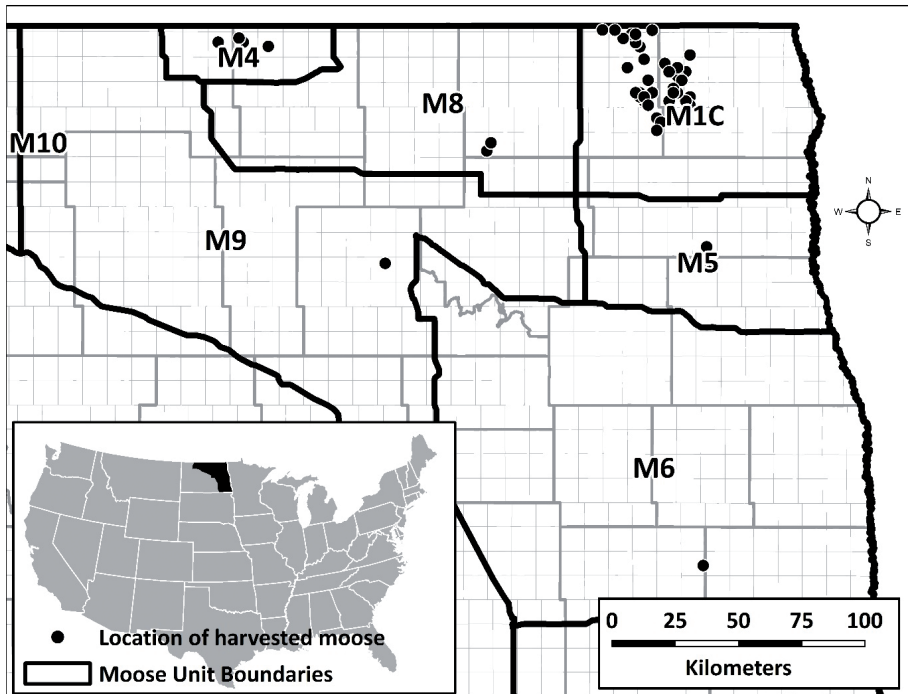 M4
M8
M1C
M10
N
W E
S
M9
M5
M6
Location of harvested moose
Moose Unit Boundaries
0 25 50 75 100
Kilometers